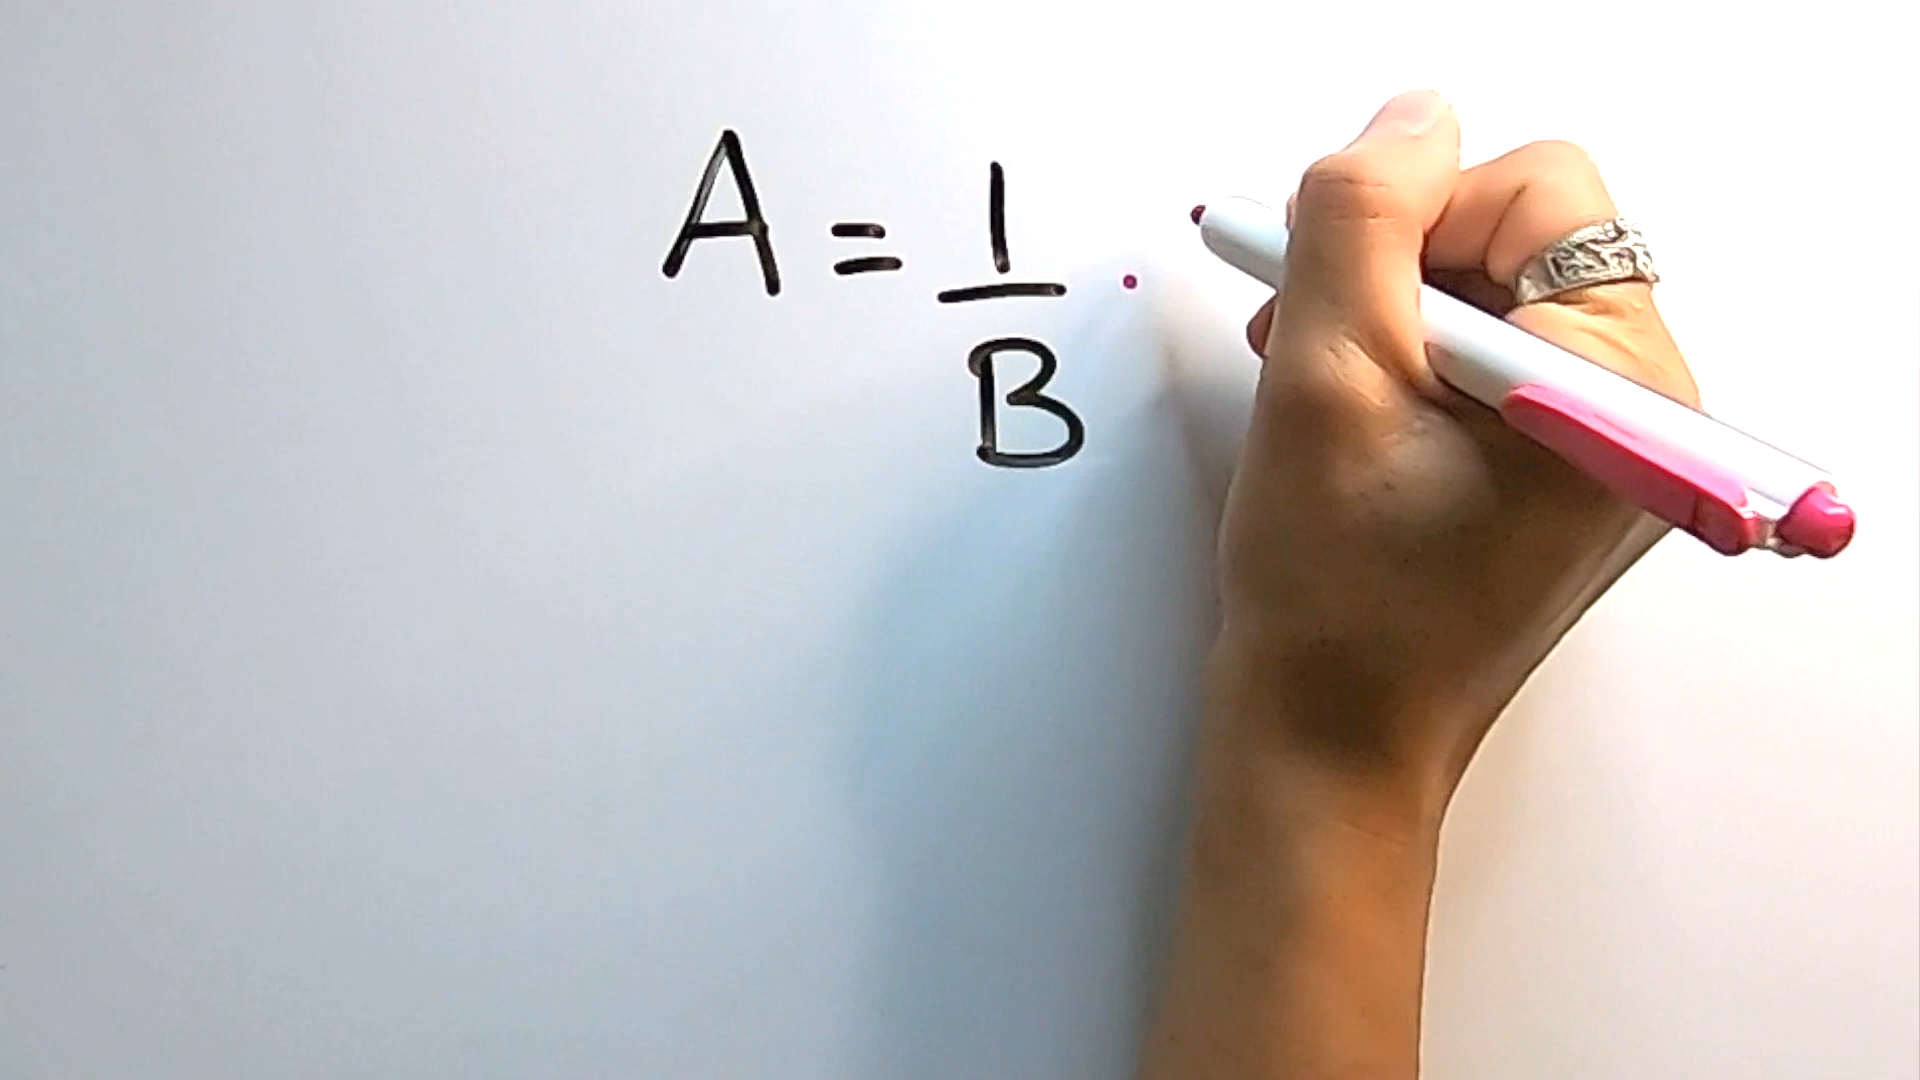 A = 1/B ·